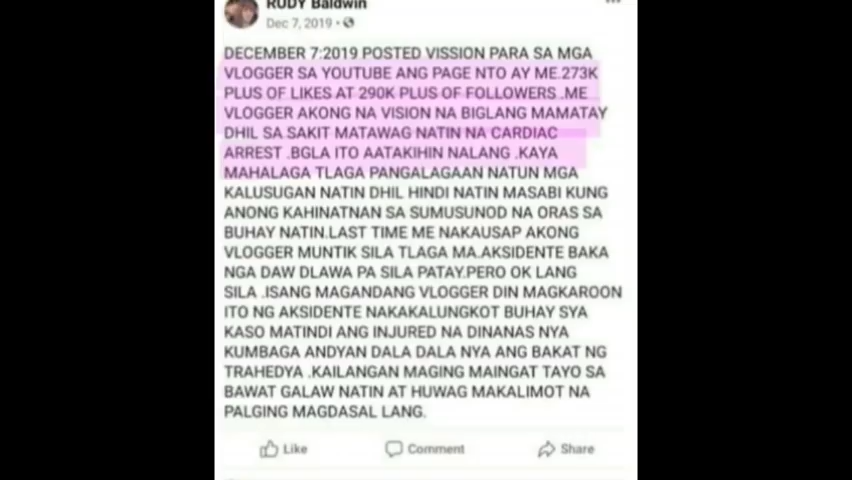 RUDY Baldwin
Dec 7, 2019
DECEMBER 7:2019 POSTED VISSION PARA SA MGA
VLOGGER SA YOUTUBE ANG PAGE NTO AY ME.273K
PLUS OF LIKES AT 290K PLUS OF FOLLOWERS .ME
VLOGGER AKONG NA VISION NA BIGLANG MAMATAY
DHIL SA SAKIT MATAWAG NATIN NA CARDIAC
ARREST .BGLA ITO AATAKIHIN NALANG .KAYA
MAHALAGA TLAGA PANGALAGAAN NATUN MGA
KALUSUGAN NATIN DHIL HINDI NATIN MASABI KUNG
ANONG KAHINATNAN SA SUMUSUNOD NA ORAS SA
BUHAY NATIN.LAST TIME ME NAKAUSAP AKONG
VLOGGER MUNTIK SILA TLAGA MA.AKSIDENTE BAKA
NGA DAW DLAWA PA SILA PATAY.PERO OK LANG
SILA .ISANG MAGANDANG VLOGGER DIN MAGKAROON
ITO NG AKSIDENTE NAKAKALUNGKOT BUHAY SYA
KASO MATINDI ANG INJURED NA DINANAS NYA
KUMBAGA ANDYAN DALA DALA NYA ANG BAKAT NG
TRAHEDYA .KAILANGAN MAGING MAINGAT TAYO SA
BAWAT GALAW NATIN AT HUWAG MAKALIMOT NA
PALGING MAGDASAL LANG.
Like Comment Share